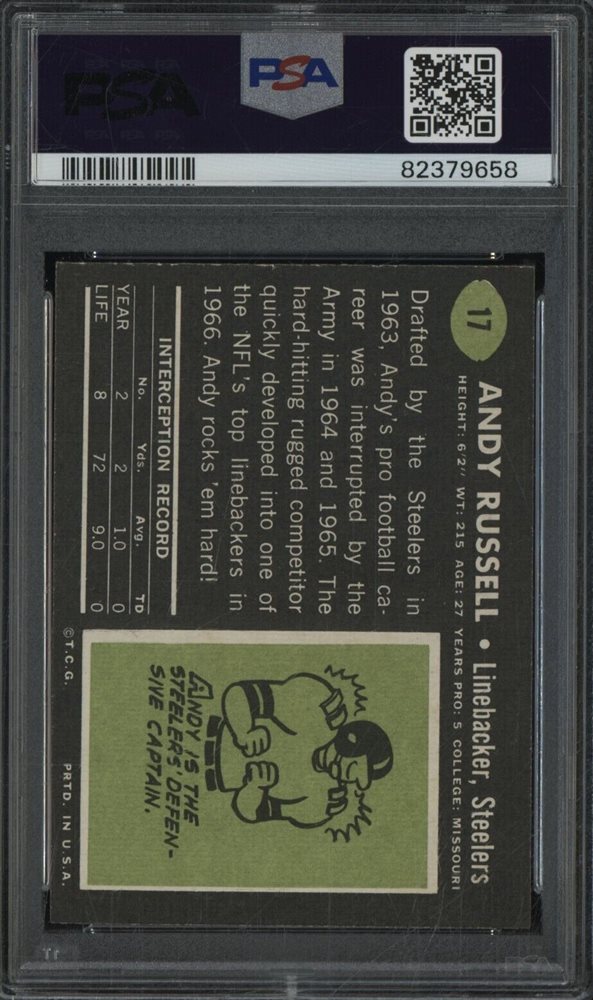 PSA
PSA
82379658
17
ANDY RUSSELL • Linebacker, Steelers
HEIGHT: 6'2" WT: 215 AGE: 27 YEARS PRO: 5 COLLEGE: MISSOURI
Drafted by the Steelers in
1963, Andy's pro football ca-
reer was interrupted by the
Army in 1964 and 1965. The
hard-hitting rugged competitor
quickly developed into one of
the NFL's top linebackers in
1966. Andy rocks 'em hard!
INTERCEPTION RECORD
No. Yds. Avg. TD
YEAR 2 2 1.0 0
LIFE 8 72 9.0 0
ANDY IS THE
STEELERS' DEFEN-
SIVE CAPTAIN.
©T.C.G. PRTD. IN U.S.A.